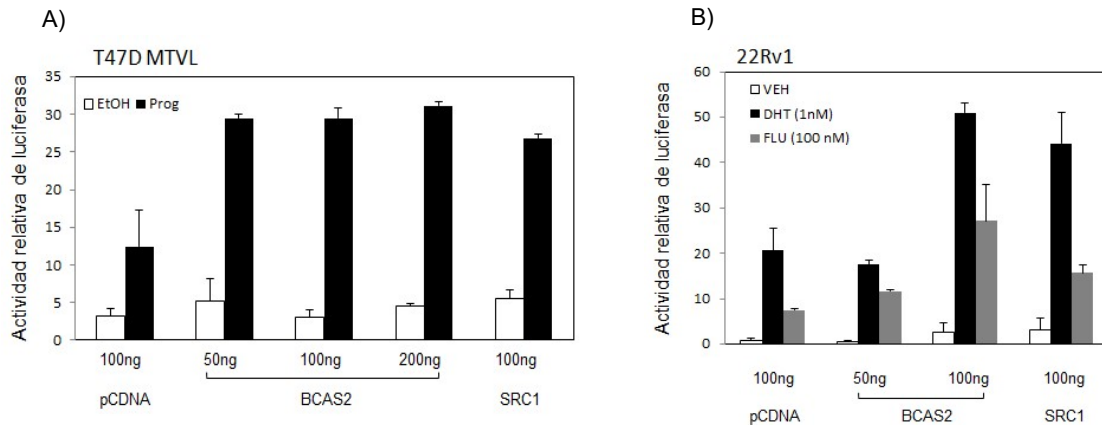 A)
T47D MTVL
EtOH Prog
Actividad relativa de luciferasa
35
30
25
20
15
10
5
0
100ng 50ng 100ng 200ng 100ng
pCDNA BCAS2 SRC1
B)
22Rv1
VEH
DHT (1nM)
FLU (100 nM)
Actividad relativa de luciferasa
60
50
40
30
20
10
0
100ng 50ng 100ng 100ng
pCDNA BCAS2 SRC1